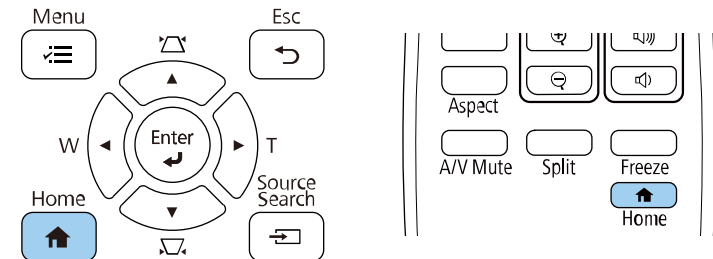 Menu
Esc
W
Enter
T
Home
Source
Search
Aspect
A/V Mute
Split
Freeze
Home